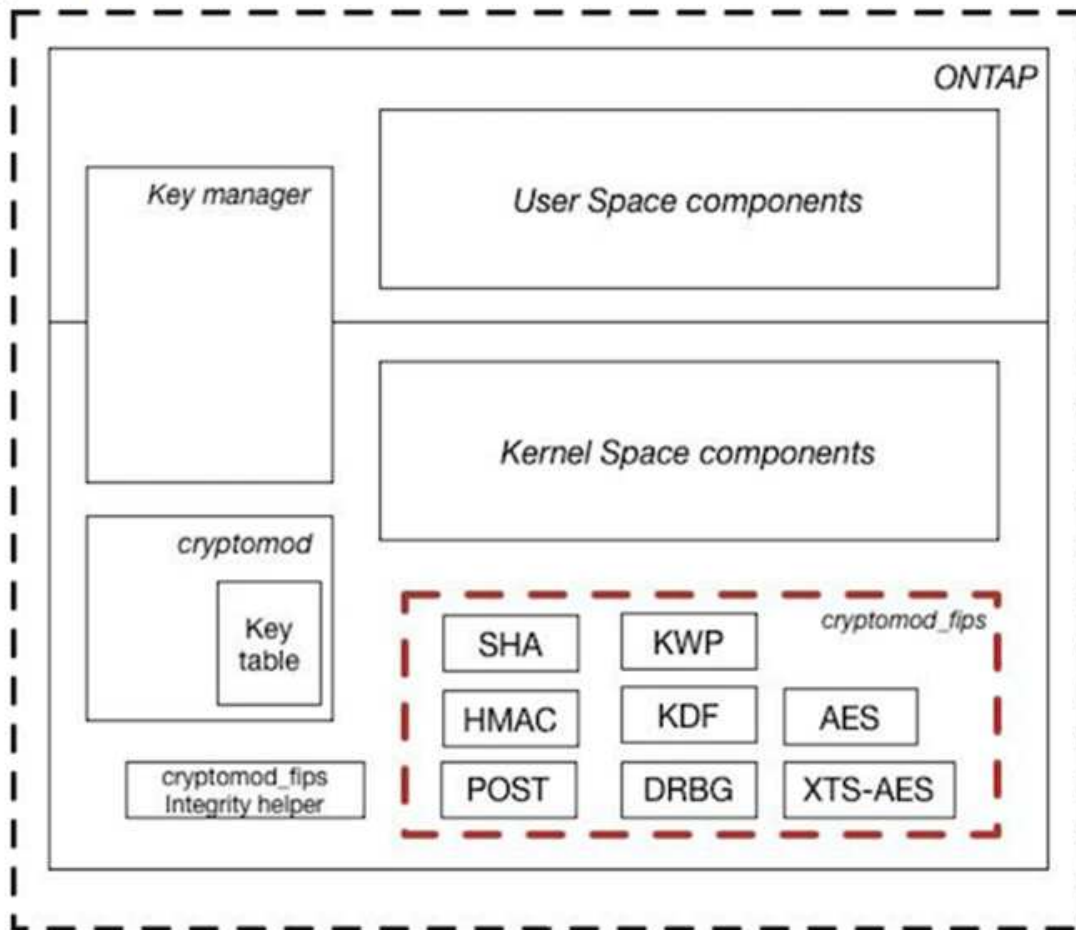 ONTAP
Key manager
User Space components
Kernel Space components
cryptomod
Key
table
cryptomod_fips
SHA
KWP
HMAC
KDF
AES
POST
DRBG
XTS-AES
cryptomod_fips
Integrity helper